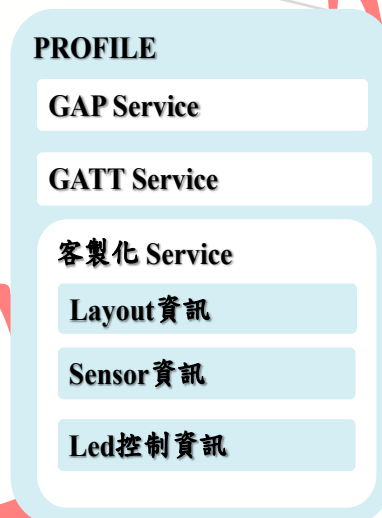 PROFILE
GAP Service
GATT Service
客製化 Service
Layout資訊
Sensor資訊
Led控制資訊